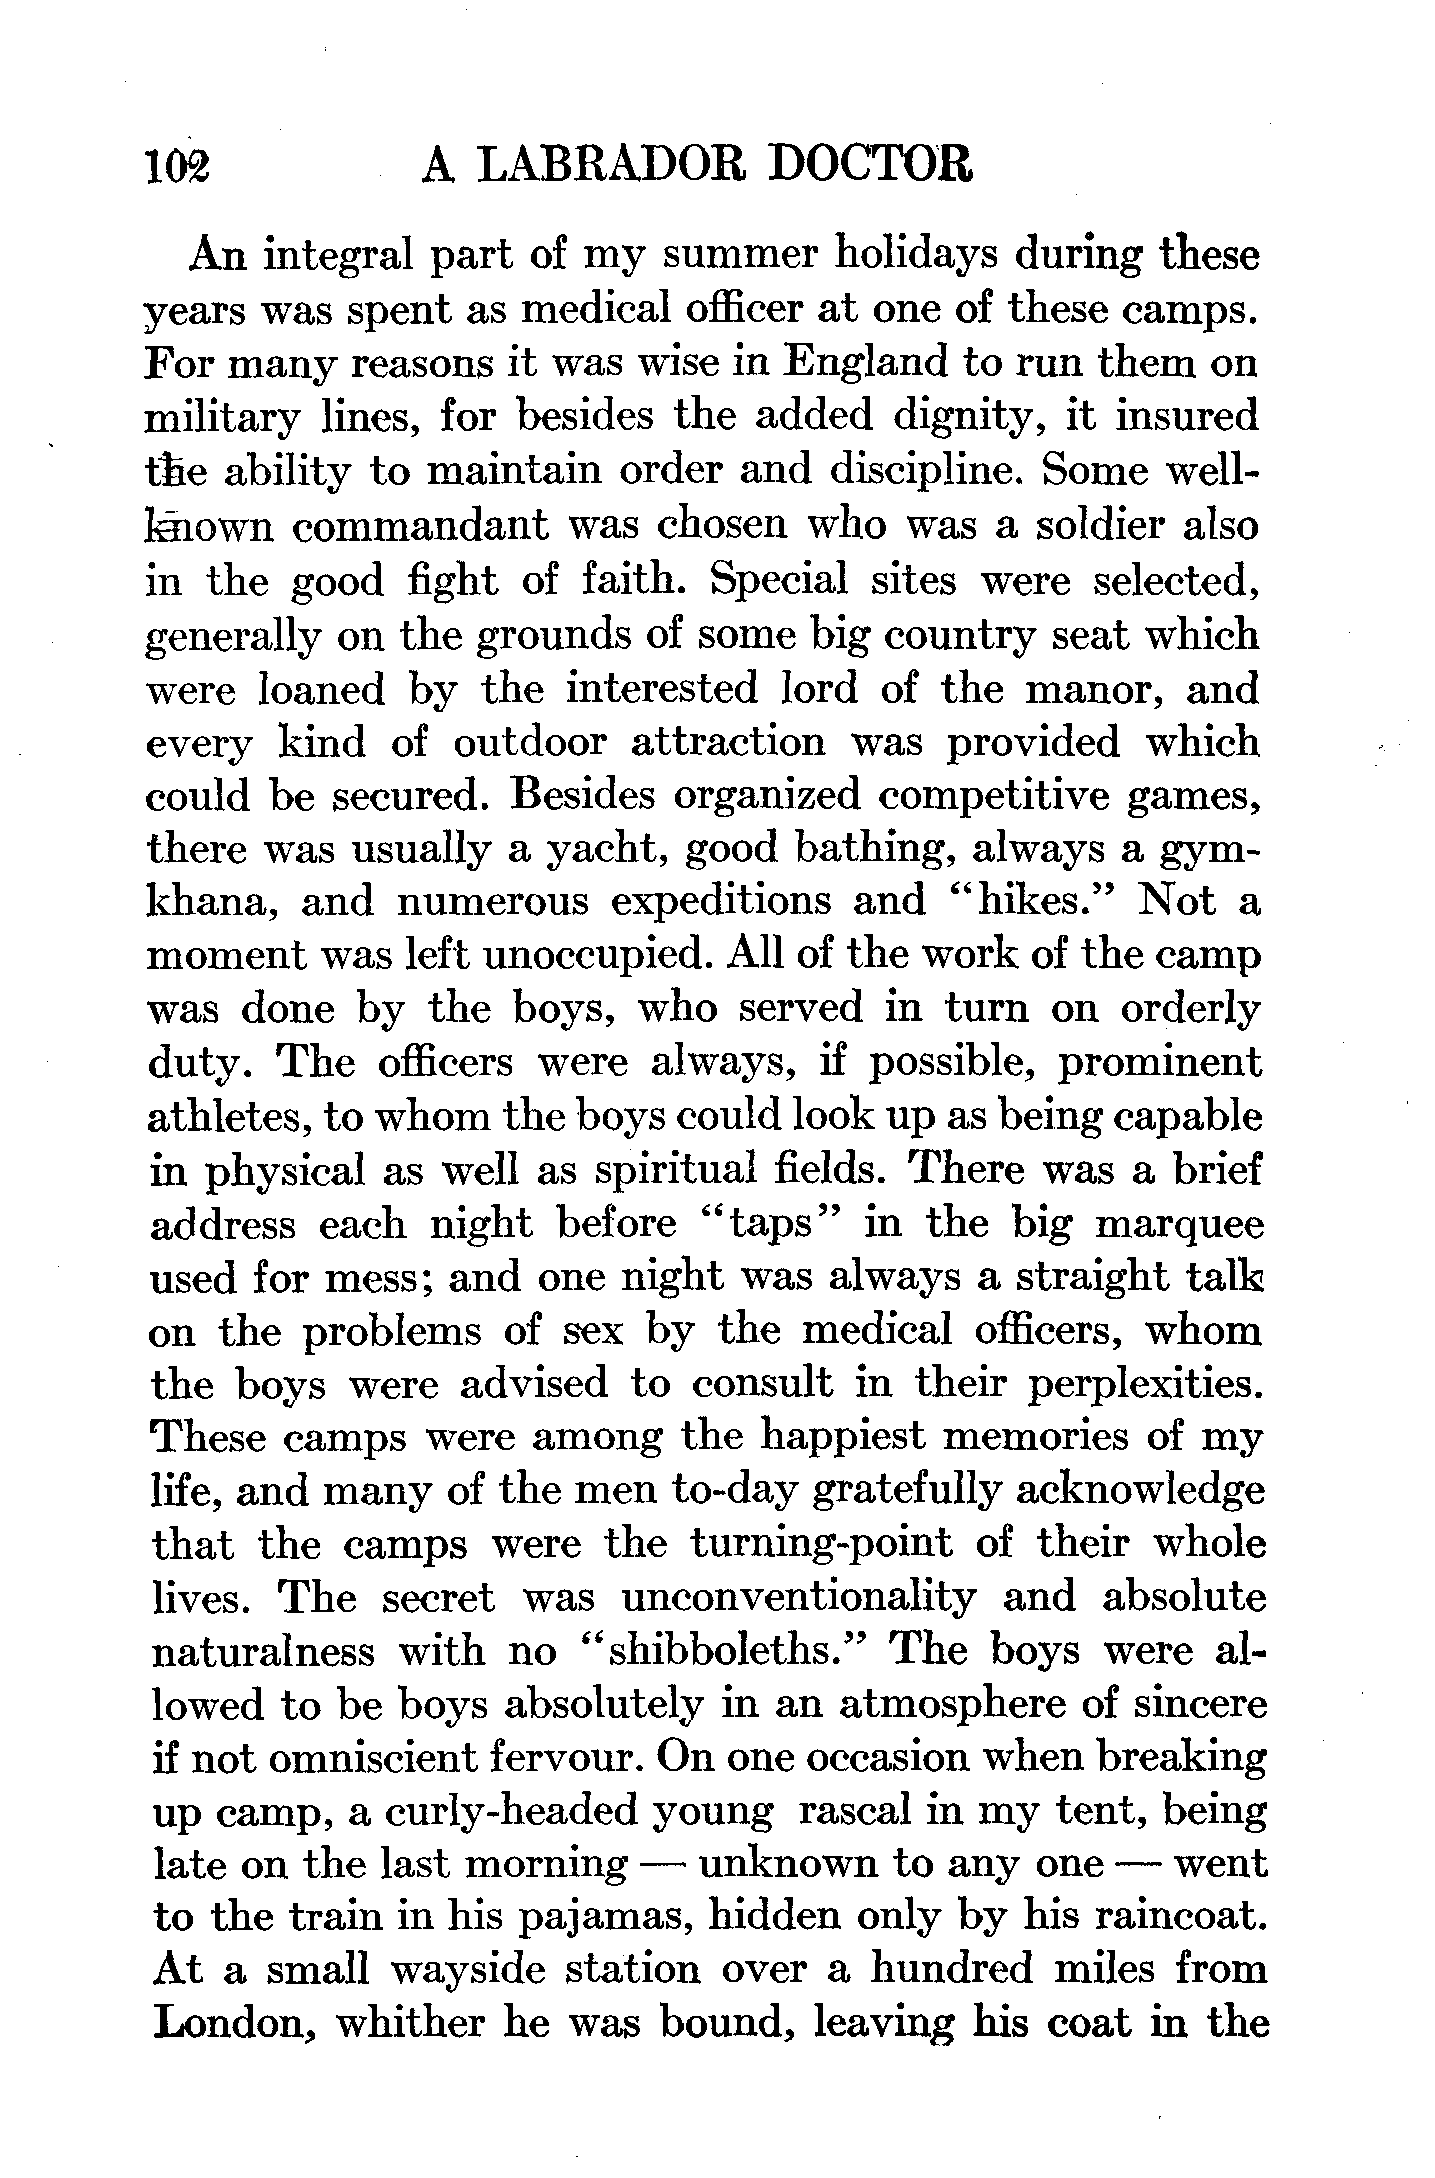 102 A LABRADOR DOCTOR
An integral part of my summer holidays during these
years was spent as medical officer at one of these camps.
For many reasons it was wise in England to run them on
military lines, for besides the added dignity, it insured
the ability to maintain order and discipline. Some well-
known commandant was chosen who was a soldier also
in the good fight of faith. Special sites were selected,
generally on the grounds of some big country seat which
were loaned by the interested lord of the manor, and
every kind of outdoor attraction was provided which
could be secured. Besides organized competitive games,
there was usually a yacht, good bathing, always a gym-
khana, and numerous expeditions and "hikes." Not a
moment was left unoccupied. All of the work of the camp
was done by the boys, who served in turn on orderly
duty. The officers were always, if possible, prominent
athletes, to whom the boys could look up as being capable
in physical as well as spiritual fields. There was a brief
address each night before "taps" in the big marquee
used for mess; and one night was always a straight talk
on the problems of sex by the medical officers, whom
the boys were advised to consult in their perplexities.
These camps were among the happiest memories of my
life, and many of the men to-day gratefully acknowledge
that the camps were the turning-point of their whole
lives. The secret was unconventionality and absolute
naturalness with no "shibboleths." The boys were al-
lowed to be boys absolutely in an atmosphere of sincere
if not omniscient fervour. On one occasion when breaking
up camp, a curly-headed young rascal in my tent, being
late on the last morning — unknown to any one — went
to the train in his pajamas, hidden only by his raincoat.
At a small wayside station over a hundred miles from
London, whither he was bound, leaving his coat in the